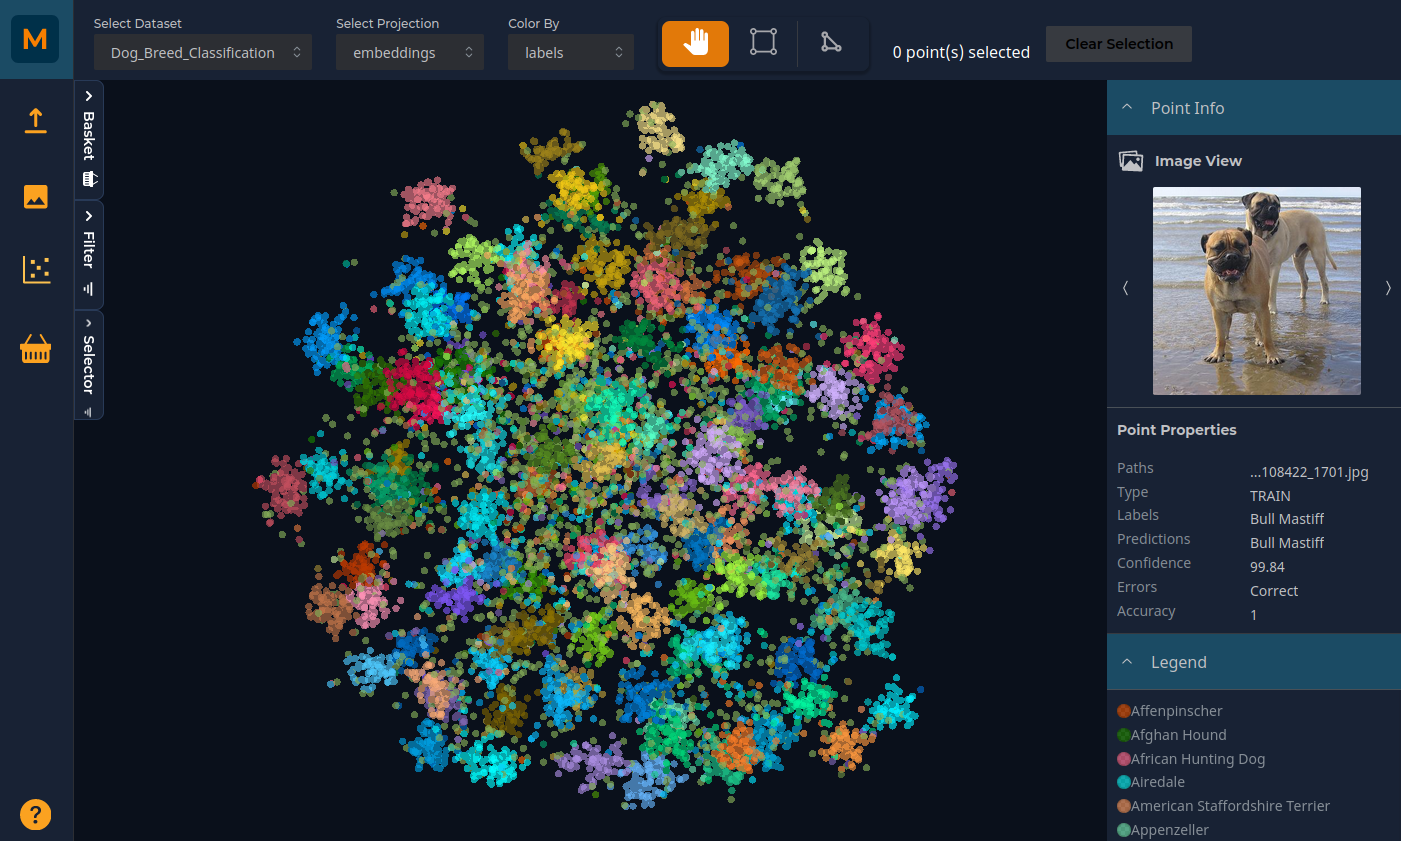 M
Select Dataset
Dog_Breed_Classification
Select Projection
embeddings
Color By
labels
0 point(s) selected
Clear Selection
Basket
Filter
Selector
?
Point Info
Image View
Point Properties
Paths ...108422_1701.jpg
Type TRAIN
Labels Bull Mastiff
Predictions Bull Mastiff
Confidence 99.84
Errors Correct
Accuracy 1
Legend
Affenpinscher
Afghan Hound
African Hunting Dog
Airedale
American Staffordshire Terrier
Appenzeller